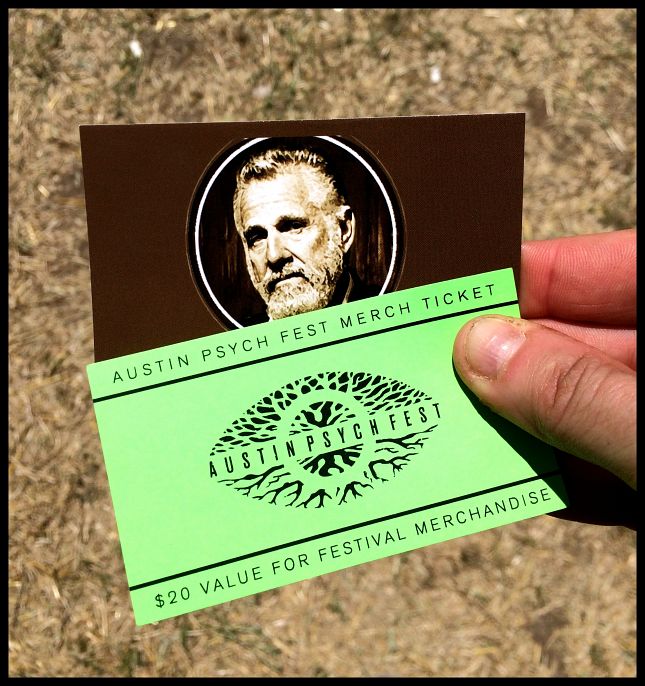 AUSTIN PSYCH FEST MERCH TICKET
AUSTIN PSYCH FEST
$20 VALUE FOR FESTIVAL MERCHANDISE